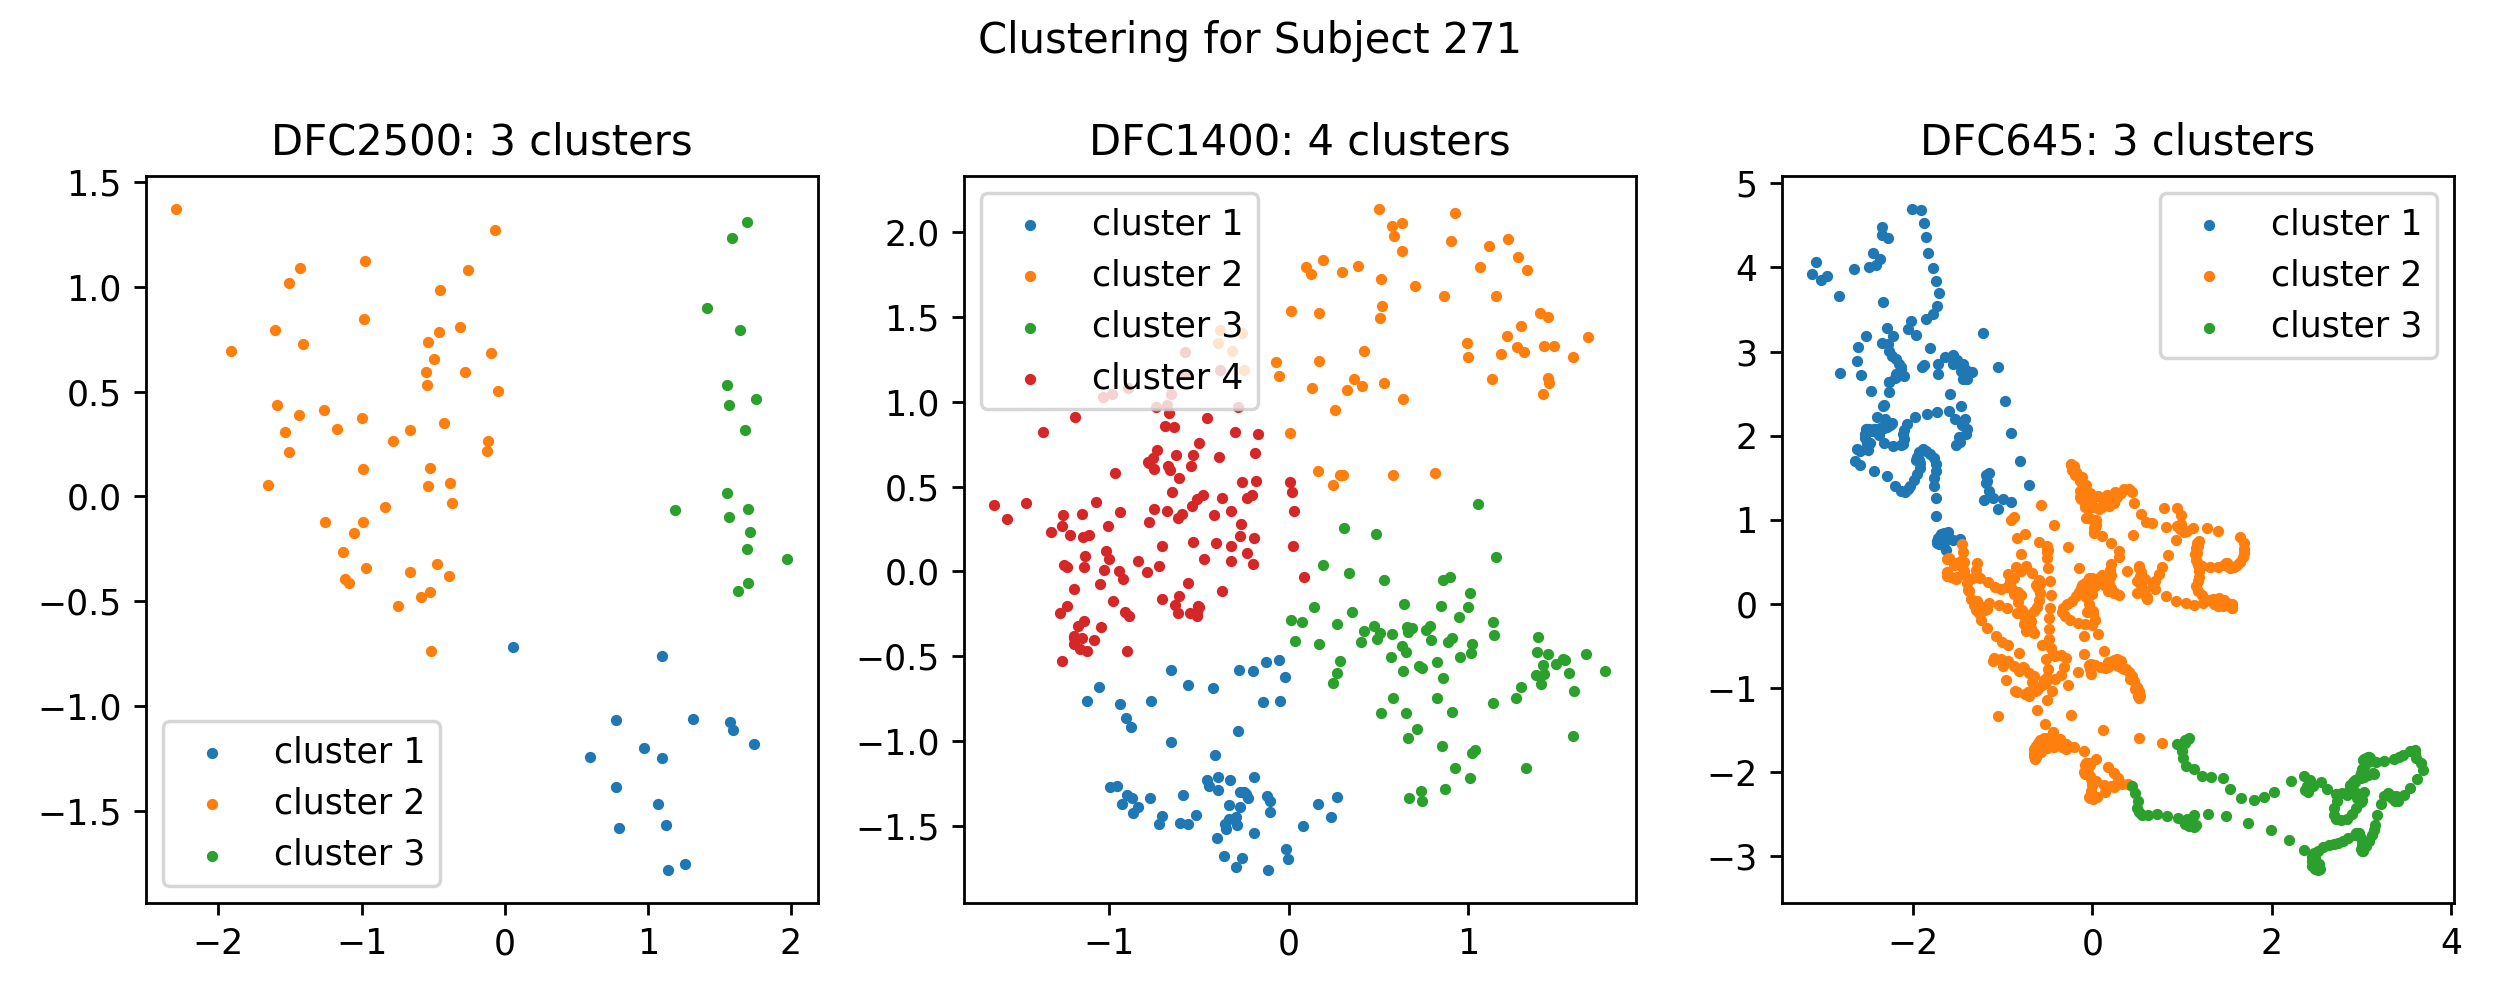 Clustering for Subject 271
DFC2500: 3 clusters
1.5
1.0
0.5
0.0
−0.5
−1.0
−1.5
−2
−1
0
1
2
cluster 1
cluster 2
cluster 3
DFC1400: 4 clusters
2.0
1.5
1.0
0.5
0.0
−0.5
−1.0
−1.5
−1
0
1
cluster 1
cluster 2
cluster 3
cluster 4
DFC645: 3 clusters
5
4
3
2
1
0
−1
−2
−3
−2
0
2
4
cluster 1
cluster 2
cluster 3